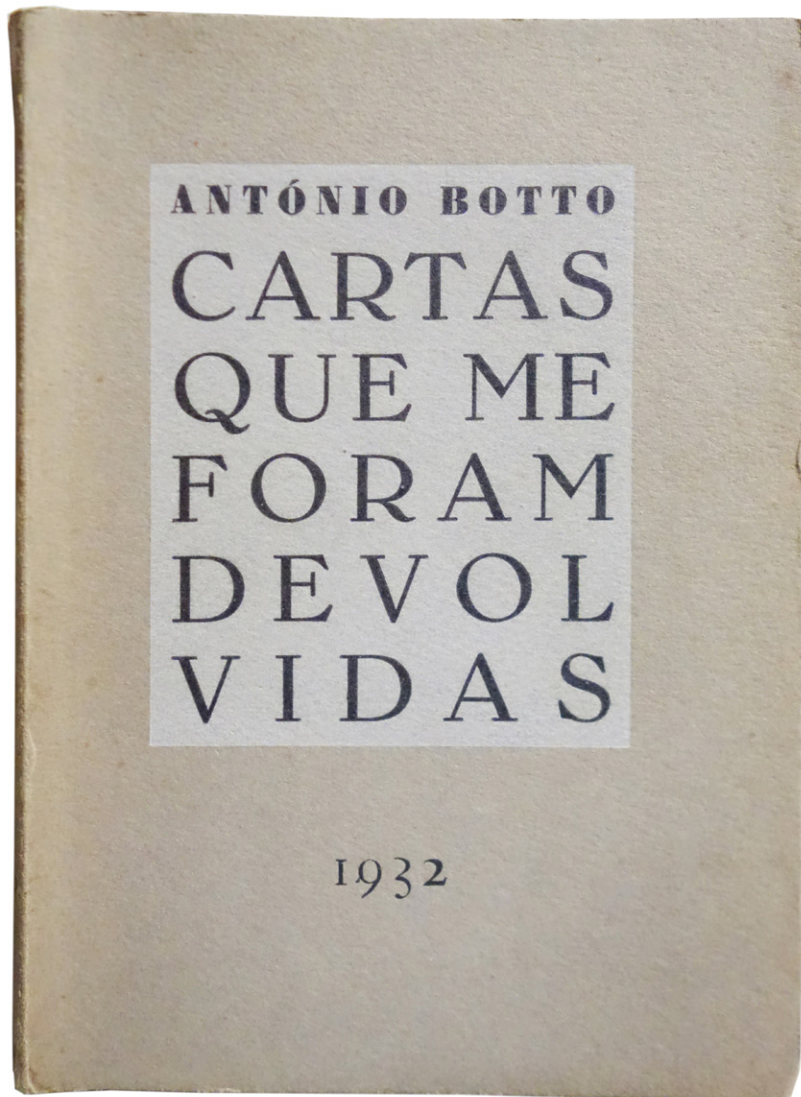 ANTÓNIO BOTTO
CARTAS
QUE ME
FORAM
DEVOL
VIDAS
1932